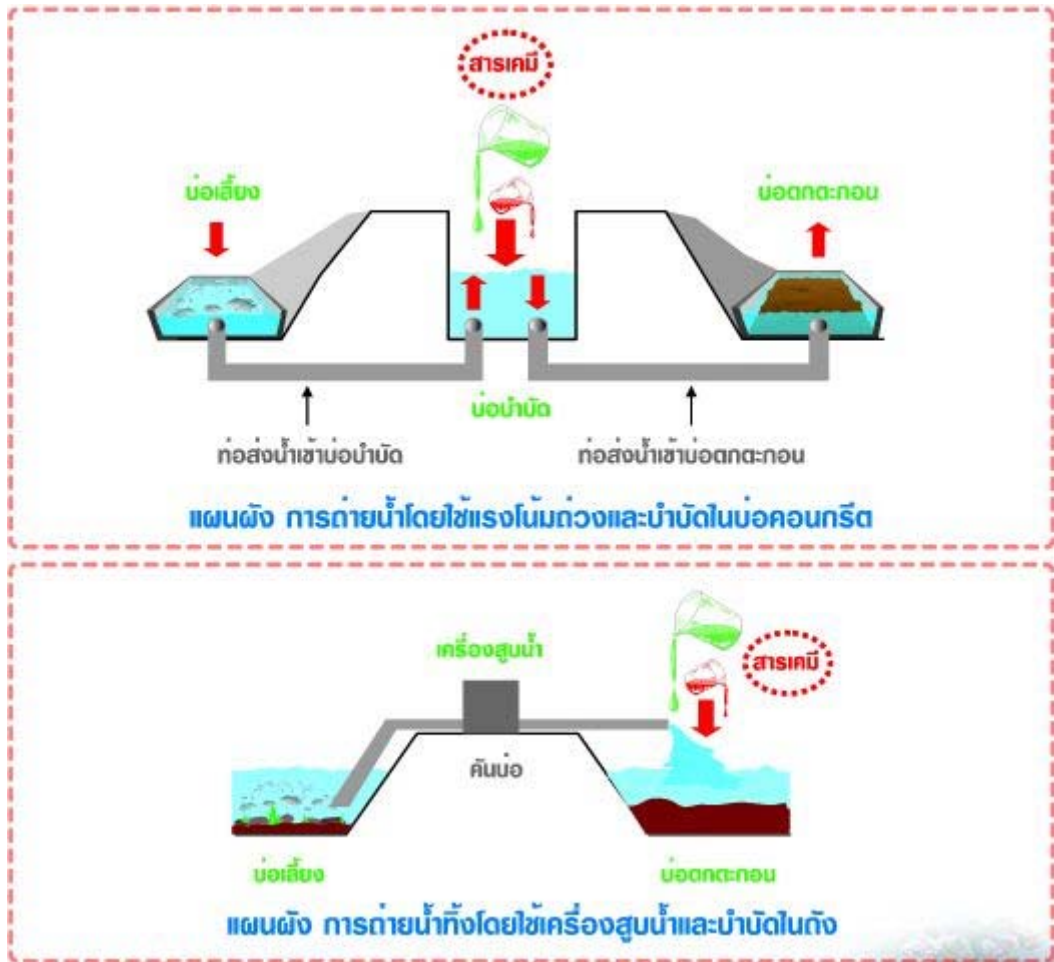 สารเคมี
บ่อเลี้ยง
บ่อตกตะกอน
บ่อบำบัด
ท่อส่งน้ำเข้าบ่อบำบัด
ท่อส่งน้ำเข้าบ่อตกตะกอน
แผนผัง การถ่ายน้ำโดยใช้แรงโน้มถ่วงและบำบัดในบ่อคอนกรีต
เครื่องสูบน้ำ
สารเคมี
คันบ่อ
บ่อเลี้ยง
บ่อตกตะกอน
แผนผัง การถ่ายน้ำทิ้งโดยใช้เครื่องสูบน้ำและบำบัดในถัง